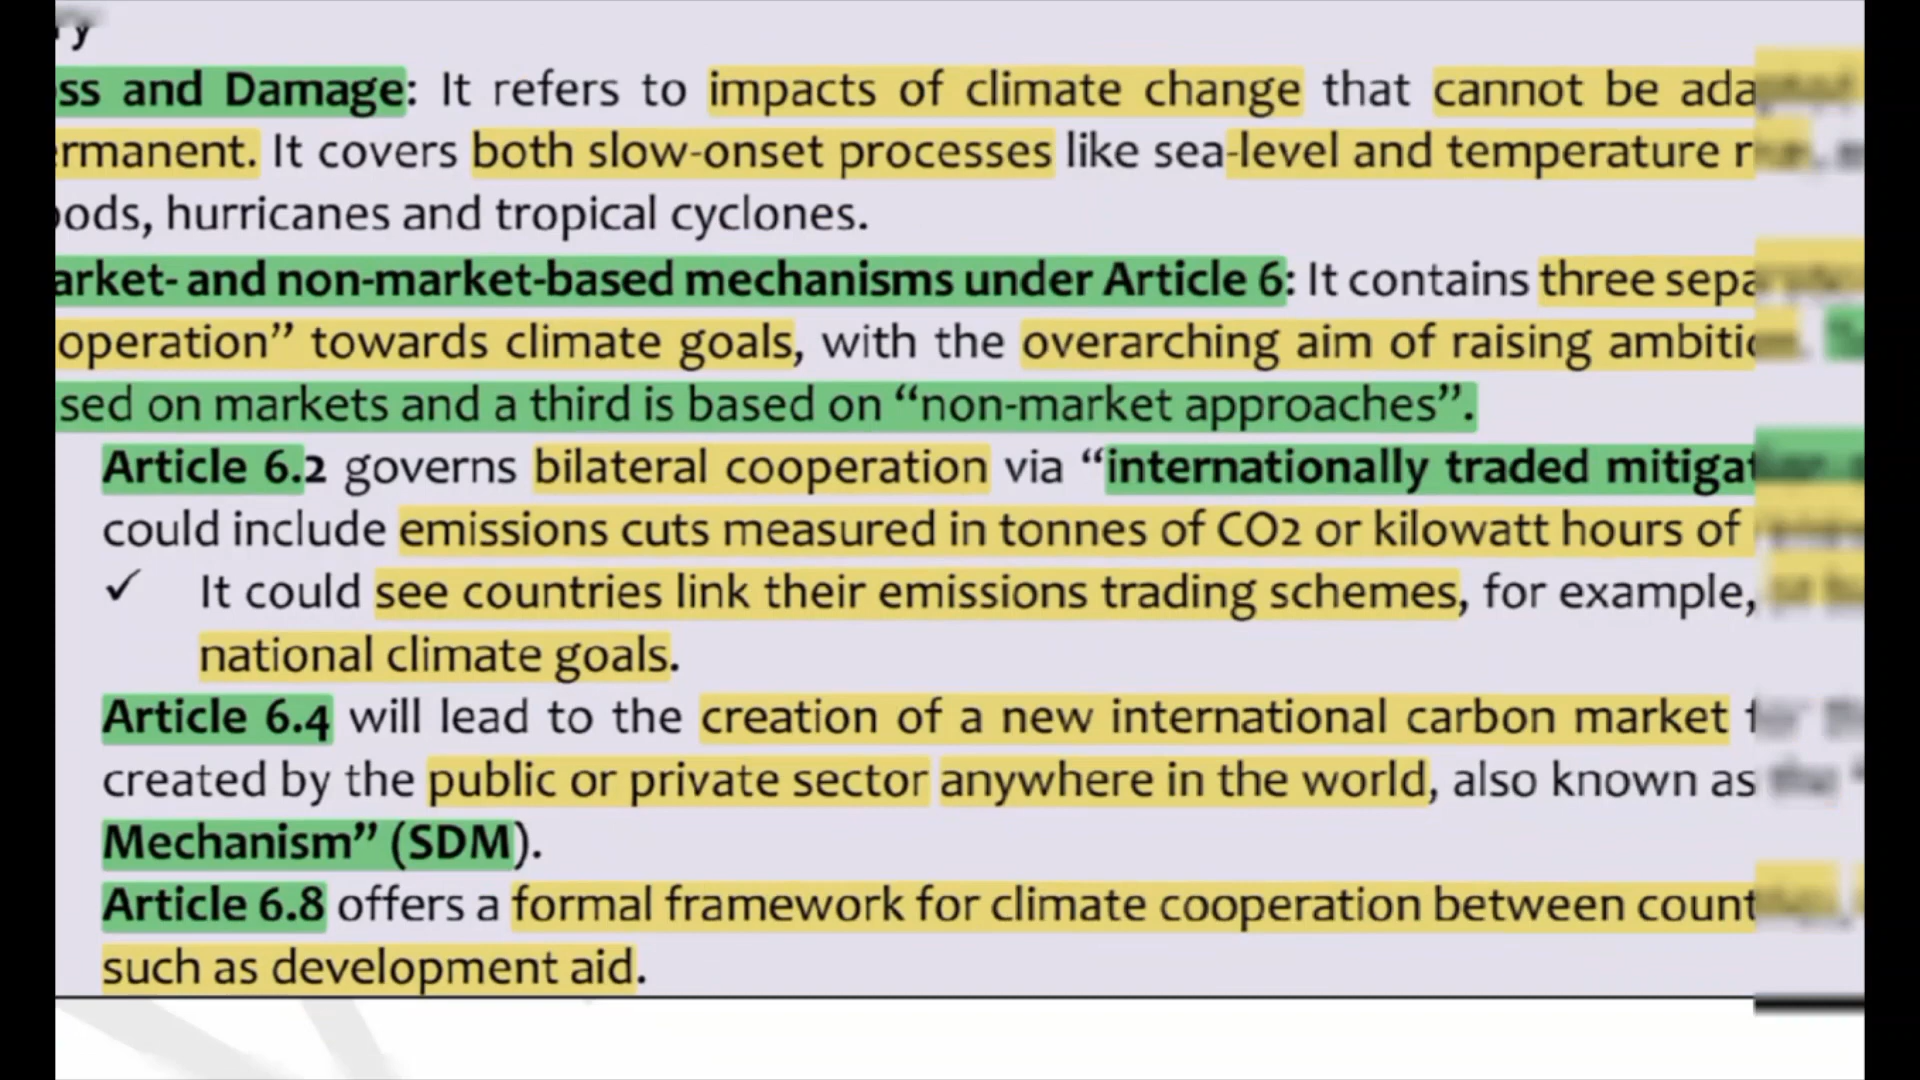 ss and Damage: It refers to impacts of climate change that cannot be
ermanent. It covers both slow-onset processes like sea-level and temperature
oods, hurricanes and tropical cyclones.
arket- and non-market-based mechanisms under Article 6: It contains three
operation” towards climate goals, with the overarching aim of raising
sed on markets and a third is based on “non-market approaches”.
Article 6.2 governs bilateral cooperation via “internationally traded
could include emissions cuts measured in tonnes of CO2 or kilowatt hours of
✓ It could see countries link their emissions trading schemes, for example,
national climate goals.
Article 6.4 will lead to the creation of a new international carbon market
created by the public or private sector anywhere in the world, also known as
Mechanism” (SDM).
Article 6.8 offers a formal framework for climate cooperation between
such as development aid.